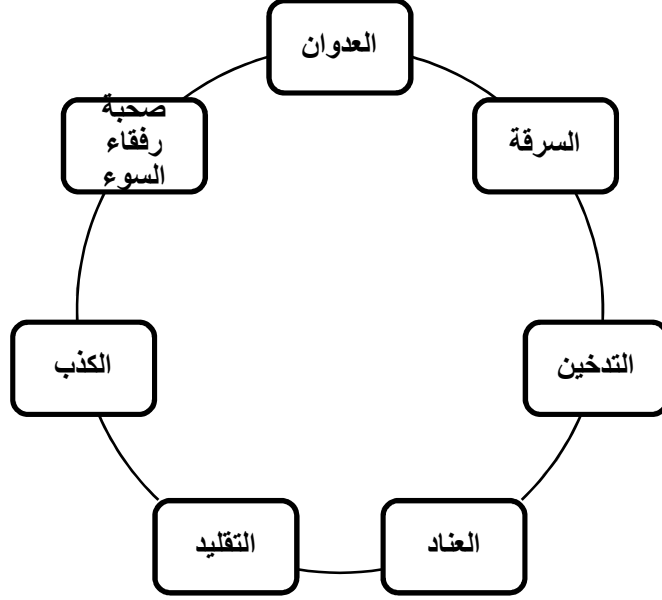 العدوان
السرقة
التدخين
العناد
التقليد
الكذب
صحبة
رفقاء
السوء